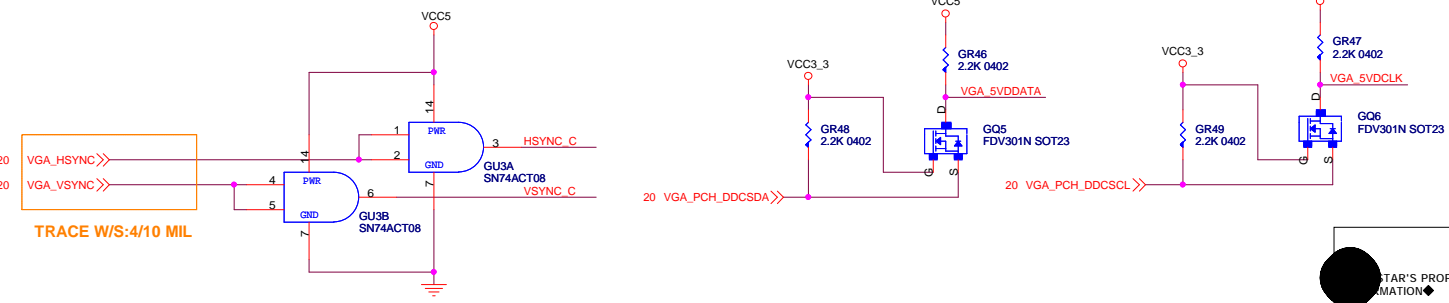 VCC5
14
PWR
1
2
3
HSYNC_C
GND
GU3A
SN74ACT08
7
20 VGA_HSYNC
20 VGA_VSYNC
14
4
PWR
5
6
VSYNC_C
GND
GU3B
SN74ACT08
7
TRACE W/S:4/10 MIL
VCC5
GR46
2.2K 0402
VCC3_3
VGA_5VDDATA
GR48
2.2K 0402
D
GQ5
FDV301N SOT23
G
S
20 VGA_PCH_DDCSDA
GR47
2.2K 0402
VCC3_3
VGA_5VDCLK
GR49
2.2K 0402
D
GQ6
FDV301N SOT23
G
S
20 VGA_PCH_DDCSCL
STAR'S PROP